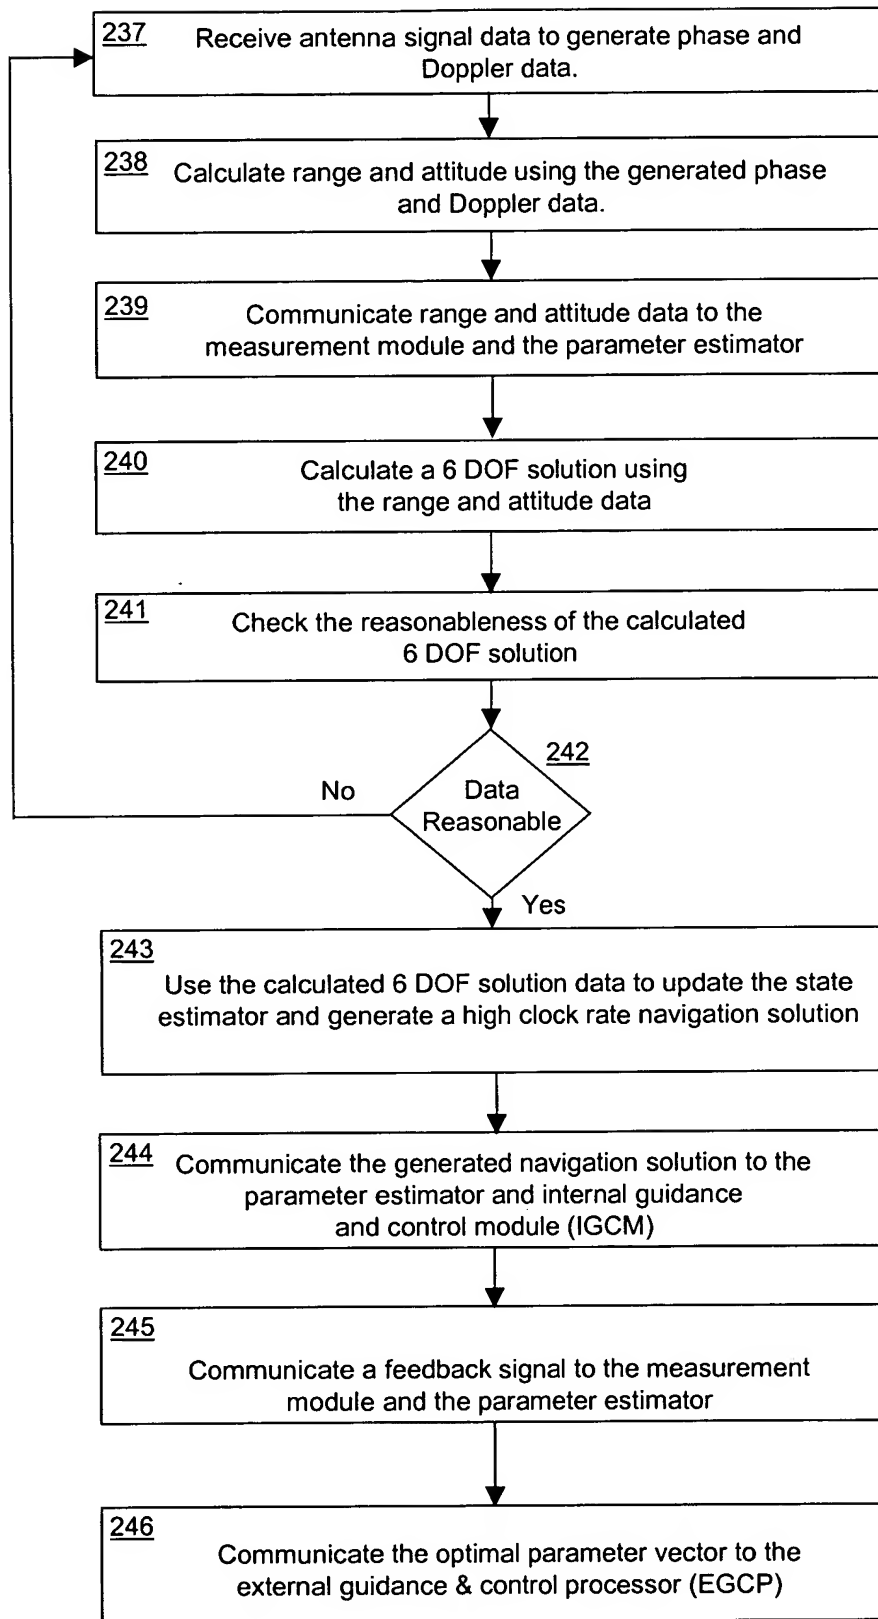 237
Receive antenna signal data to generate phase and
Doppler data.
238
Calculate range and attitude using the generated phase
and Doppler data.
239
Communicate range and attitude data to the
measurement module and the parameter estimator
240
Calculate a 6 DOF solution using
the range and attitude data
241
Check the reasonableness of the calculated
6 DOF solution
242
No
Data
Reasonable
Yes
243
Use the calculated 6 DOF solution data to update the state
estimator and generate a high clock rate navigation solution
244
Communicate the generated navigation solution to the
parameter estimator and internal guidance
and control module (IGCM)
245
Communicate a feedback signal to the measurement
module and the parameter estimator
246
Communicate the optimal parameter vector to the
external guidance & control processor (EGCP)